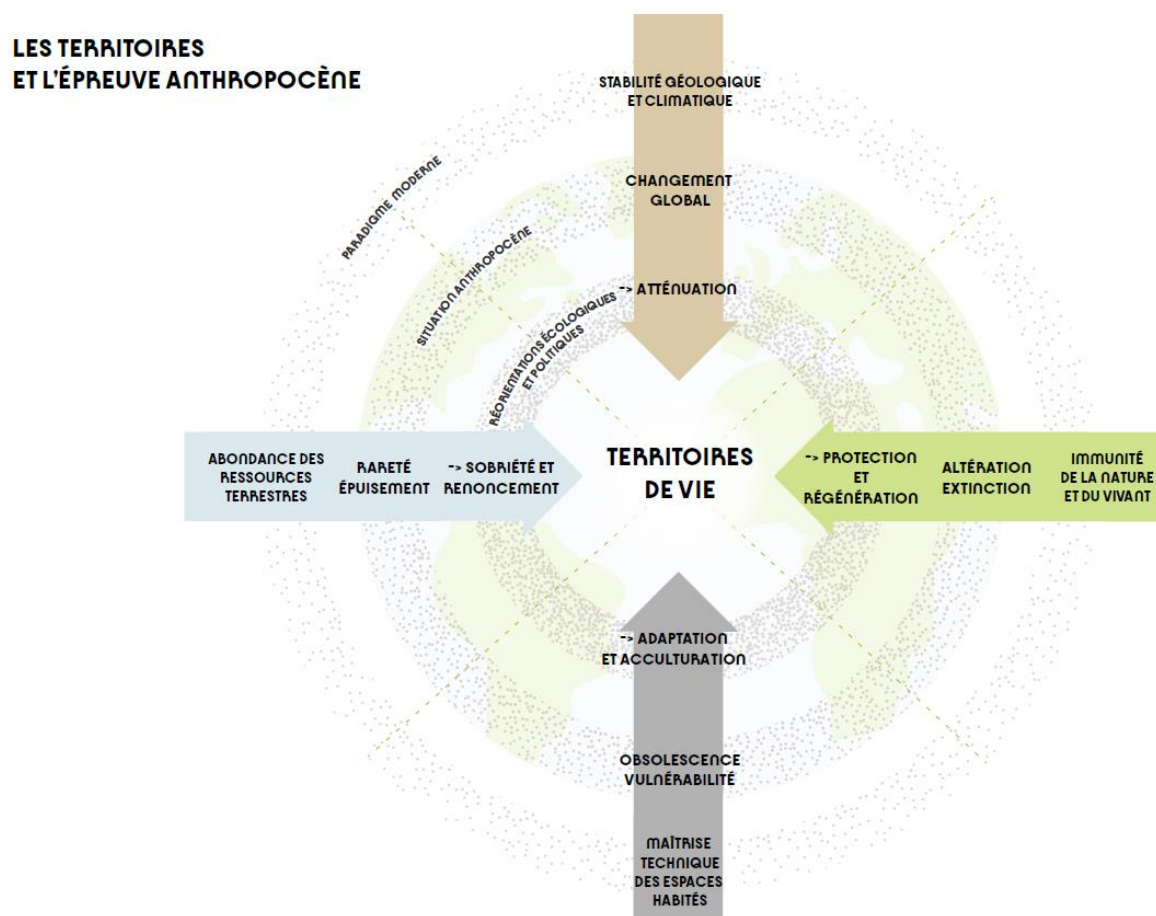 LES TERRITOIRES
ET L'ÉPREUVE ANTHROPOCÈNE
STABILITÉ GÉOLOGIQUE
ET CLIMATIQUE
CHANGEMENT
GLOBAL
-> ATTÉNUATION
PARADIGME MODERNE
SITUATION ANTHROPOCÈNE
RÉORIENTATIONS ÉCOLOGIQUES
ET POLITIQUES
ABONDANCE DES
RESSOURCES
TERRESTRES
RARETÉ
ÉPUISEMENT
-> SOBRIÉTÉ ET
RENONCEMENT
TERRITOIRES
DE VIE
-> PROTECTION
ET
RÉGÉNÉRATION
ALTÉRATION
EXTINCTION
IMMUNITÉ
DE LA NATURE
ET DU VIVANT
-> ADAPTATION
ET ACCULTURATION
OBSOLESCENCE
VULNÉRABILITÉ
MAÎTRISE
TECHNIQUE
DES ESPACES
HABITÉS